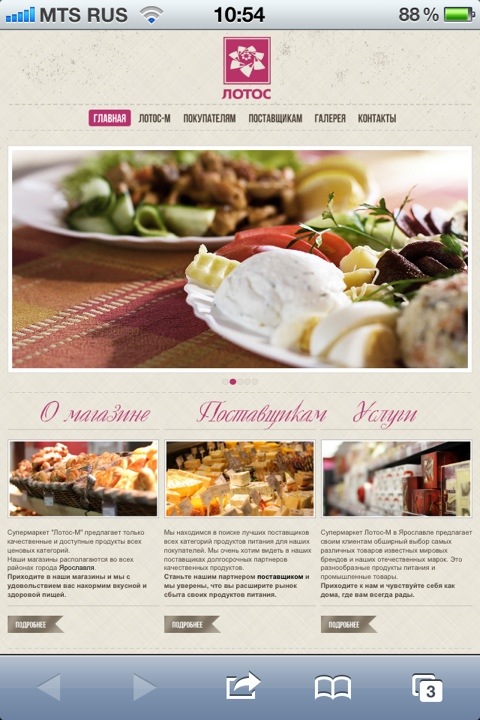 MTS RUS 10:54 88 %
ЛОТОС
ГЛАВНАЯ ЛОТОС-М ПОКУПАТЕЛЯМ ПОСТАВЩИКАМ ГАЛЕРЕЯ КОНТАКТЫ
О магазине
Супермаркет "Лотос-М" предлагает только
качественные и доступные продукты всех
ценовых категорий.
Наши магазины располагаются во всех
районах города Ярославля.
Приходите в наши магазины и мы с
удовольствием вас накормим вкусной и
здоровой пищей.
ПОДРОБНЕЕ
Поставщикам
Мы находимся в поиске лучших поставщиков
всех категорий продуктов питания для наших
покупателей. Мы очень хотим видеть в наших
поставщиках долгосрочных партнеров
качественных продуктов.
Станьте нашим партнером поставщиком и
мы уверены, что вы расширите рынок
сбыта своих продуктов питания.
ПОДРОБНЕЕ
Услуги
Супермаркет Лотос-М в Ярославле предлагает
своим клиентам обширный выбор самых
различных товаров известных мировых
брендов и наших отечественных марок. Это
разнообразные продукты питания и
промышленные товары.
Приходите к нам и чувствуйте себя как
дома, где вам всегда рады.
ПОДРОБНЕЕ
3